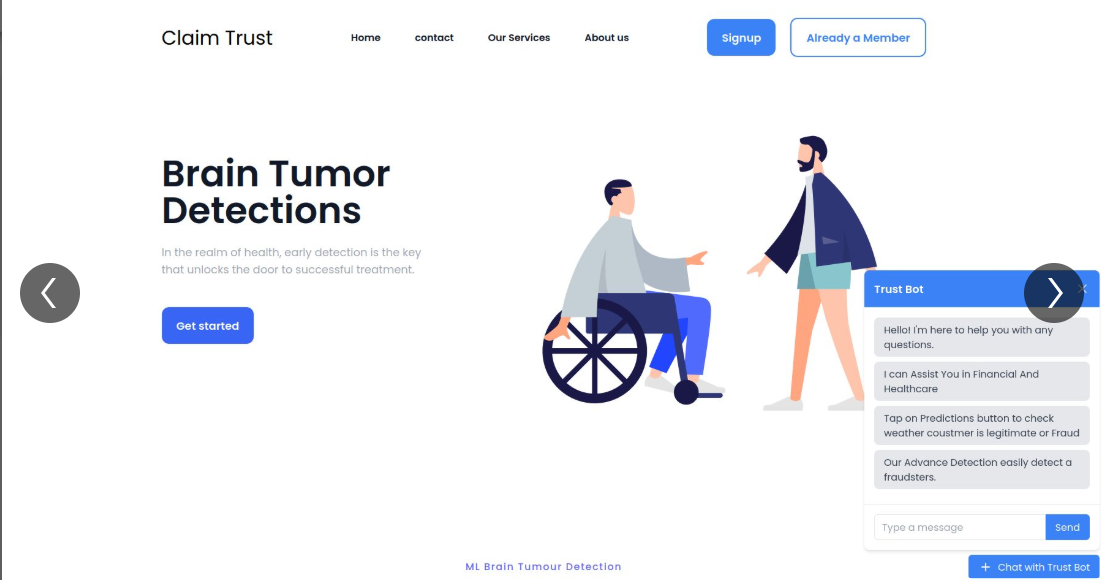 Claim Trust
Home
contact
Our Services
About us
Signup
Already a Member
Brain Tumor
Detections
In the realm of health, early detection is the key
that unlocks the door to successful treatment.
Get started
Trust Bot
Hello! I'm here to help you with any
questions.
I can Assist You in Financial And
Healthcare
Tap on Predictions button to check
weather coustmer is legitimate or Fraud
Our Advance Detection easily detect a
fraudsters.
Type a message
Send
ML Brain Tumour Detection
+ Chat with Trust Bot